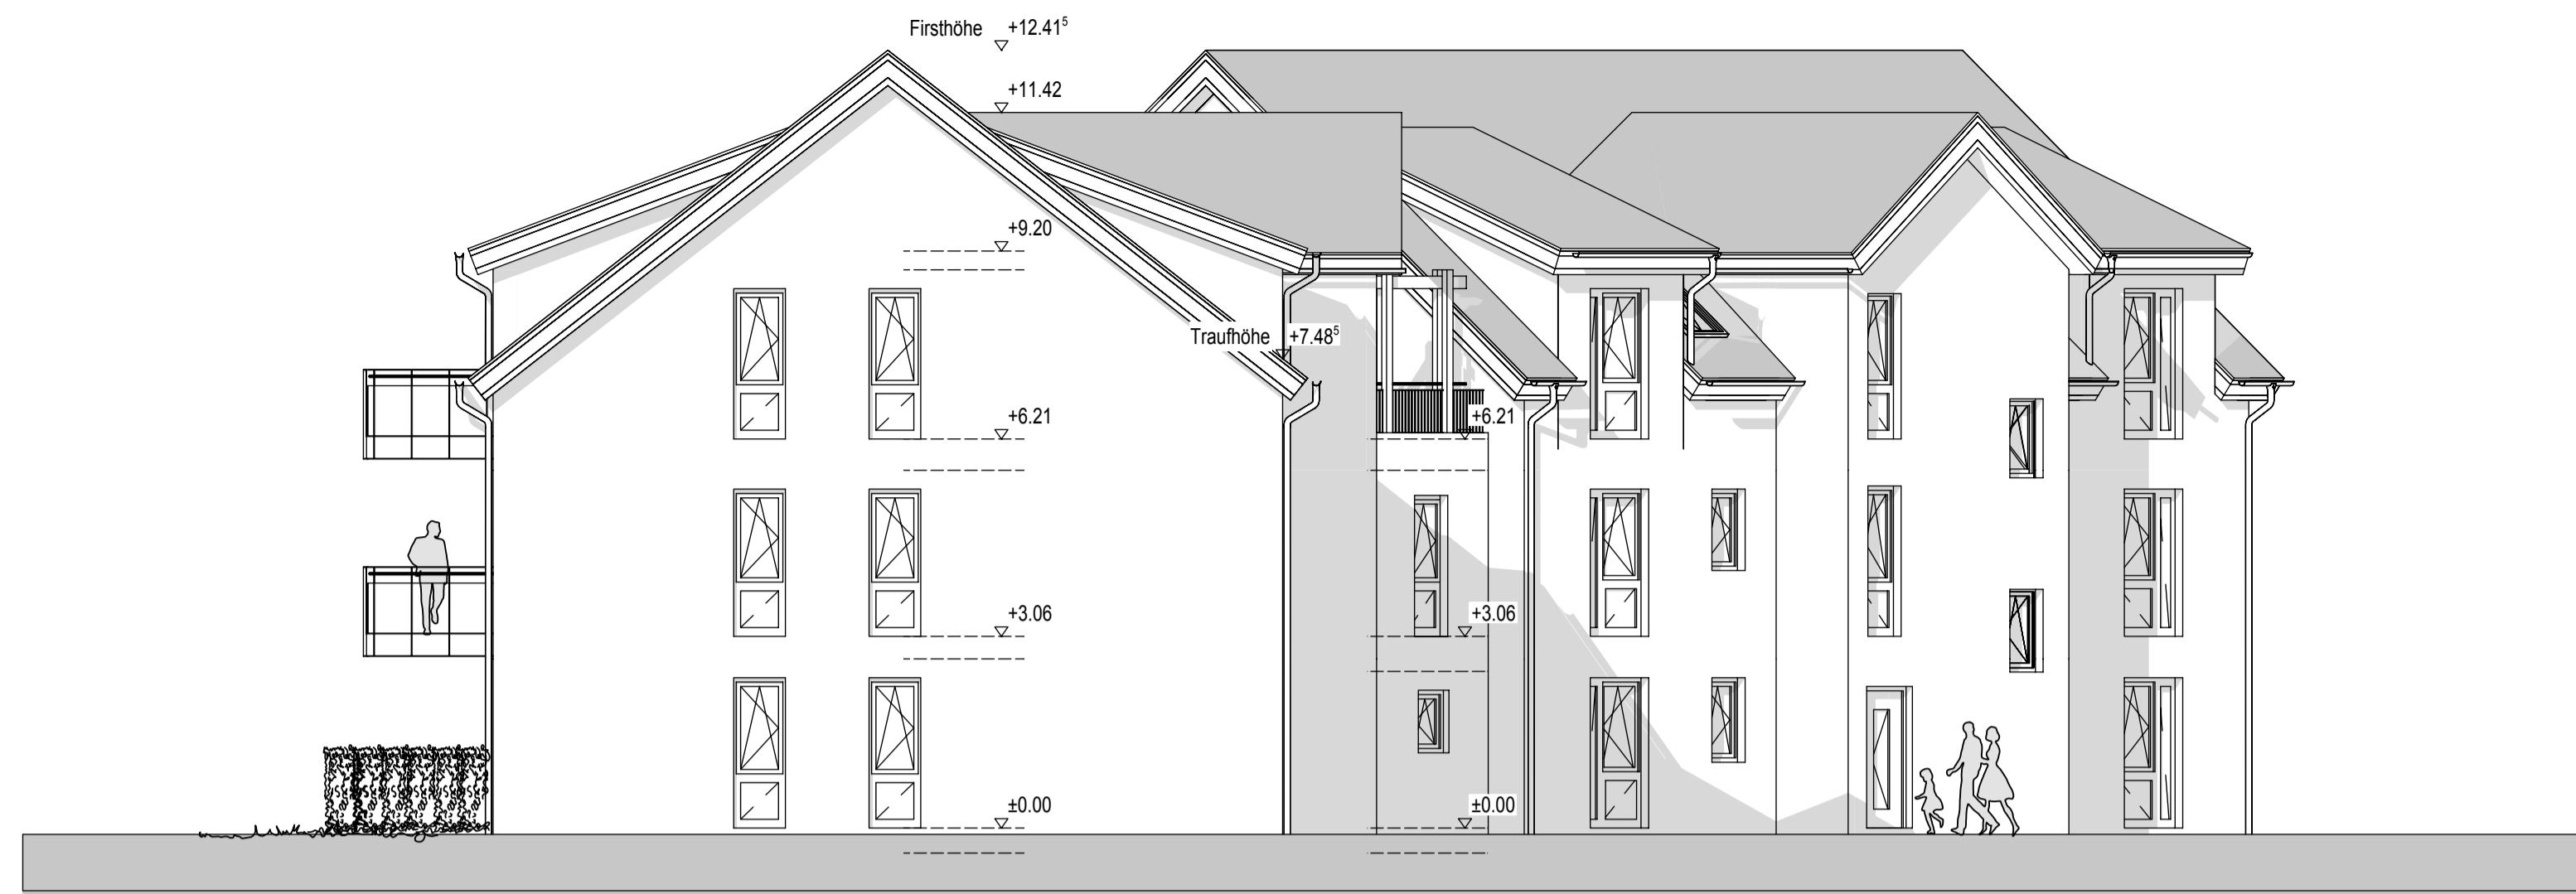 Firsthöhe +12.41⁵
+11.42
+9.20
Traufhöhe +7.48⁵
+6.21 +6.21
+3.06 +3.06
±0.00 ±0.00